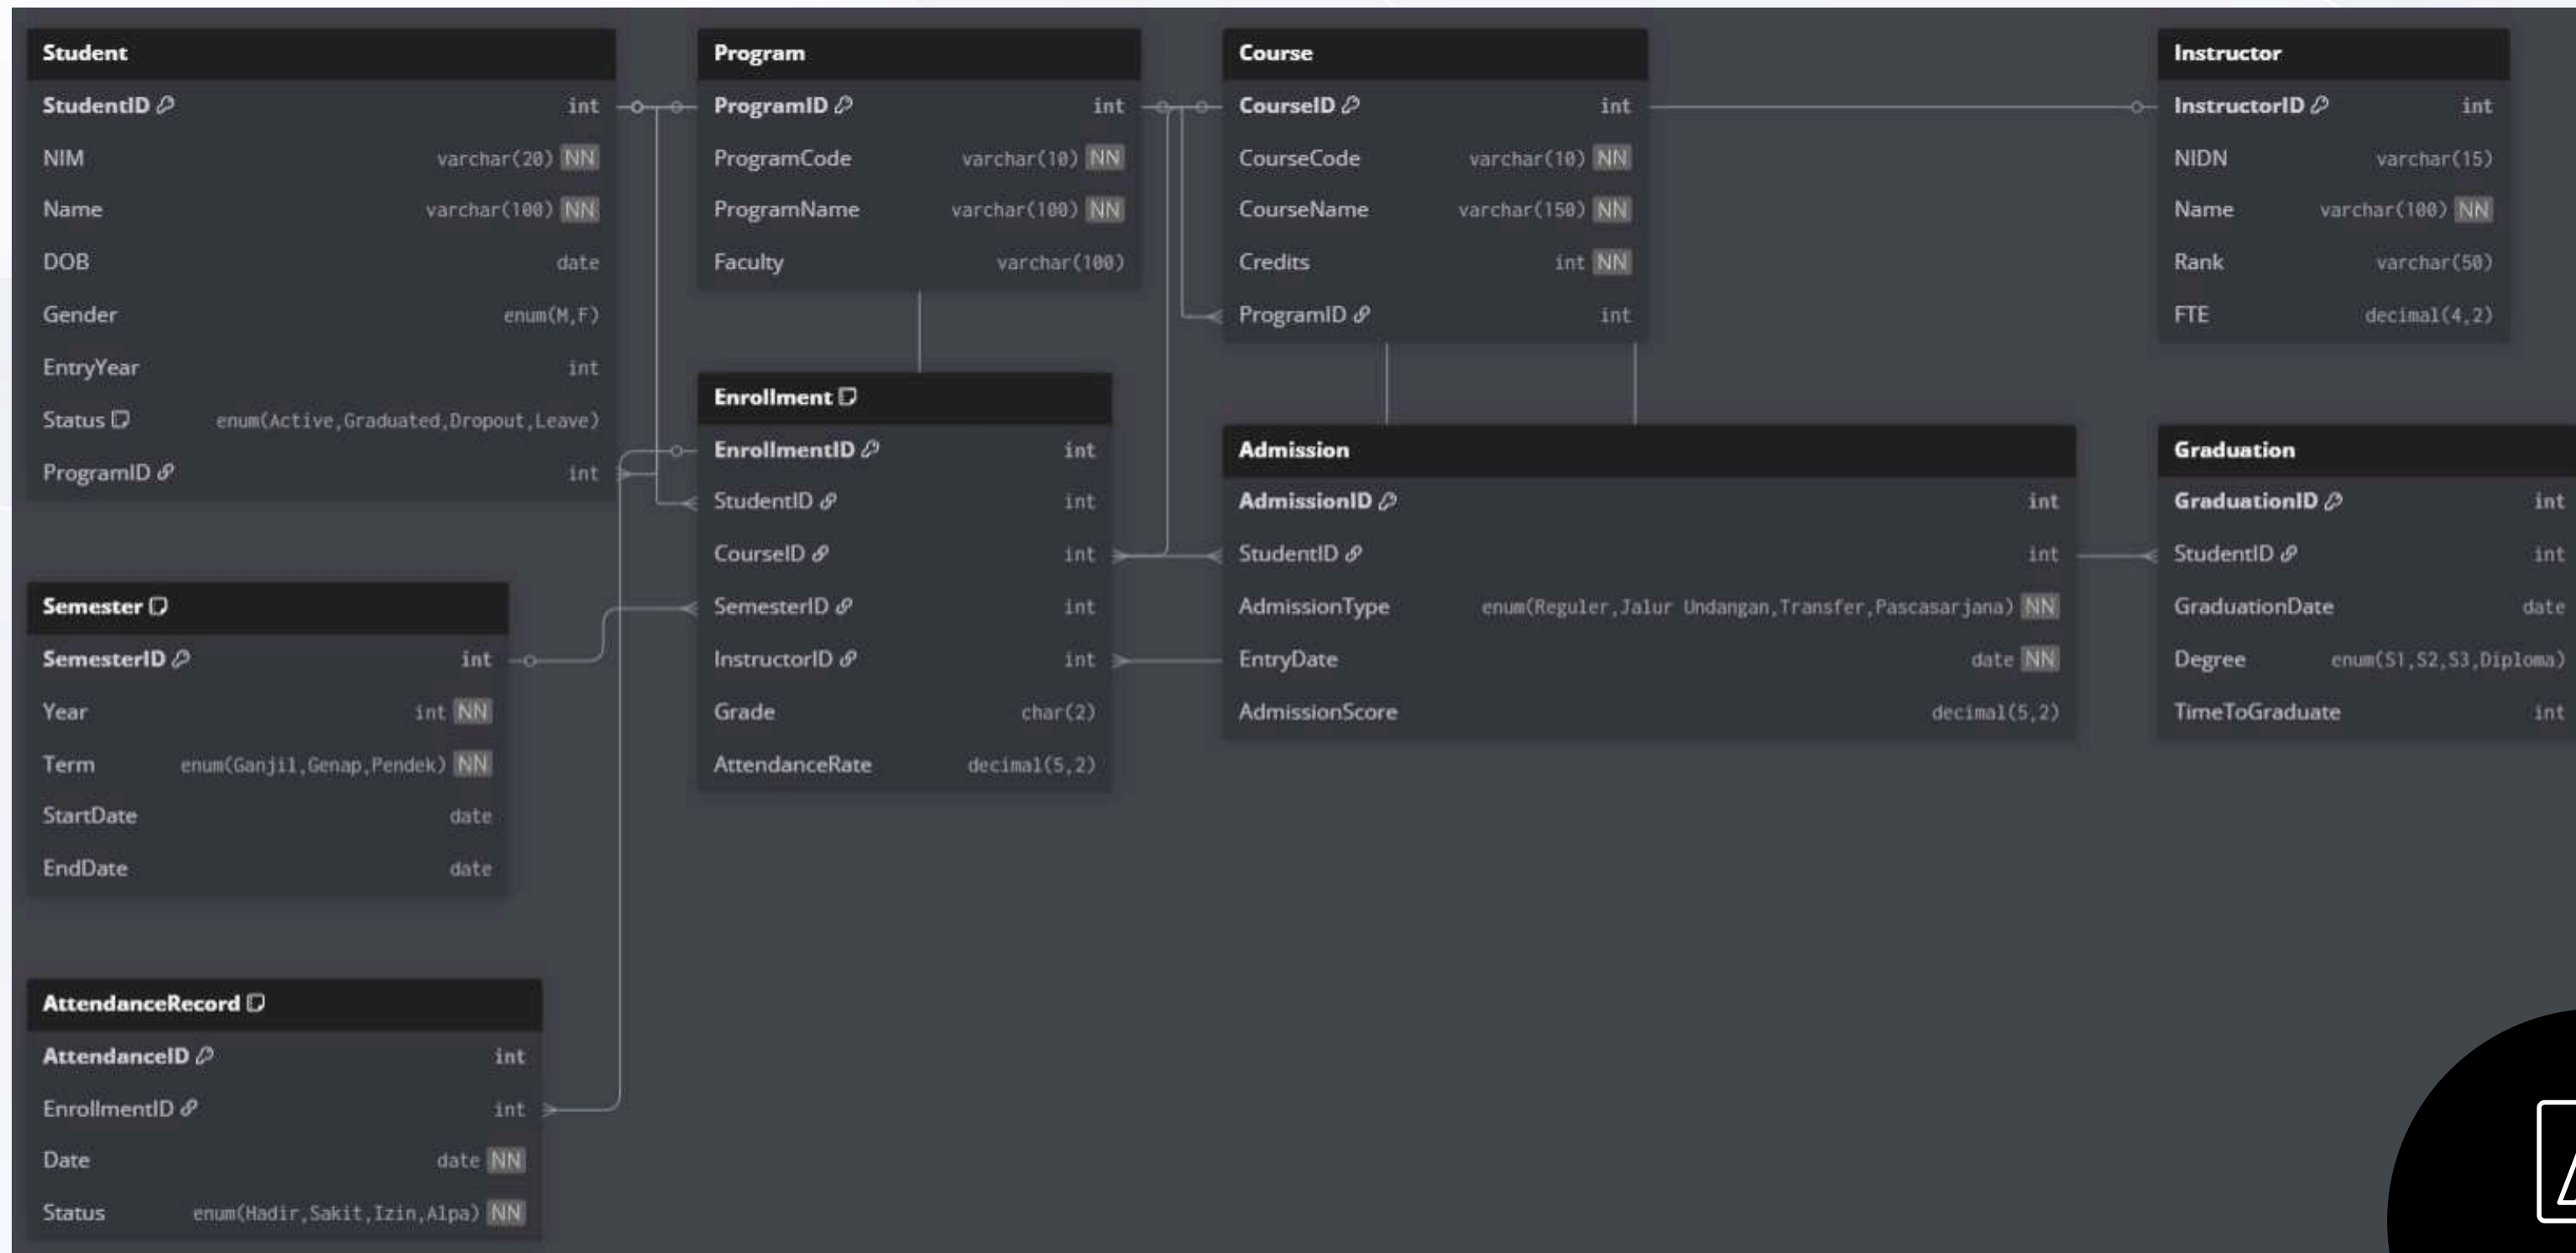 Student
StudentID int
NIM varchar(20) NN
Name varchar(100) NN
DOB date
Gender enum(M,F)
EntryYear int
Status enum(Active,Graduated,Dropout,Leave)
ProgramID int
Program
ProgramID int
ProgramCode varchar(10) NN
ProgramName varchar(100) NN
Faculty varchar(100)
Course
CourseID int
CourseCode varchar(10) NN
CourseName varchar(150) NN
Credits int NN
ProgramID int
Instructor
InstructorID int
NIDN varchar(15)
Name varchar(100) NN
Rank varchar(50)
FTE decimal(4,2)
Enrollment
EnrollmentID int
StudentID int
CourseID int
SemesterID int
InstructorID int
Grade char(2)
AttendanceRate decimal(5,2)
Admission
AdmissionID int
StudentID int
AdmissionType enum(Reguler,Jalur Undangan,Transfer,Pascasarjana) NN
EntryDate date NN
AdmissionScore decimal(5,2)
Graduation
GraduationID int
StudentID int
GraduationDate date
Degree enum(S1,S2,S3,Diploma)
TimeToGraduate int
Semester
SemesterID int
Year int NN
Term enum(Ganjil,Genap,Pendek) NN
StartDate date
EndDate date
AttendanceRecord
AttendanceID int
EnrollmentID int
Date date NN
Status enum(Hadir,Sakit,Izin,Alpa) NN